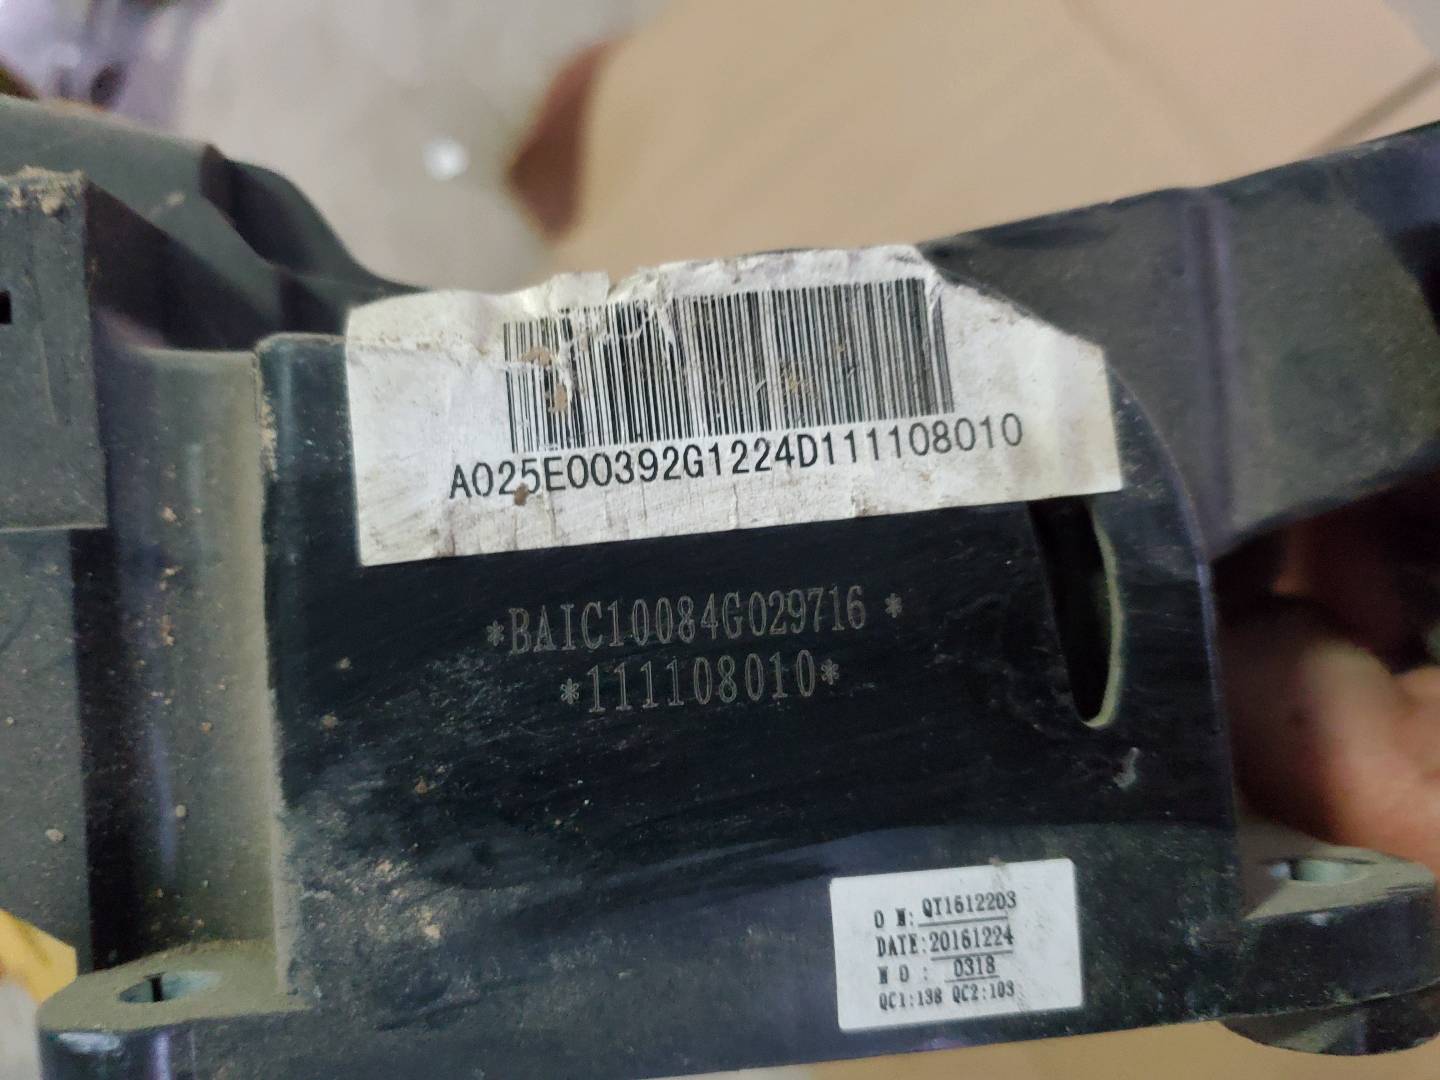 A025E00392G1224D111108010
*BAIC10084G029716 *
*111108010*
O N: QT1612203
DATE: 20161224
N O : 0318
QC1:138 QC2:103